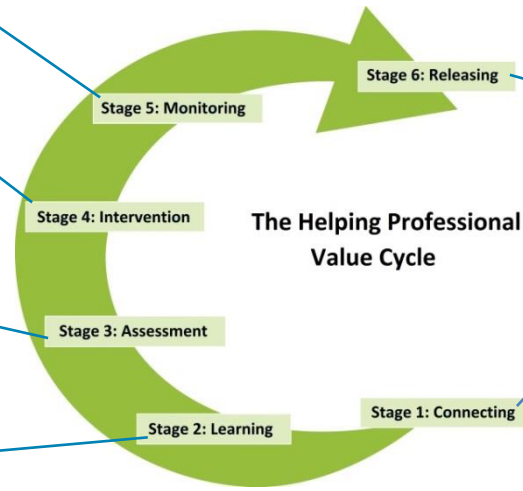 Stage 6: Releasing
Stage 5: Monitoring
Stage 4: Intervention
The Helping Professional
Value Cycle
Stage 3: Assessment
Stage 1: Connecting
Stage 2: Learning